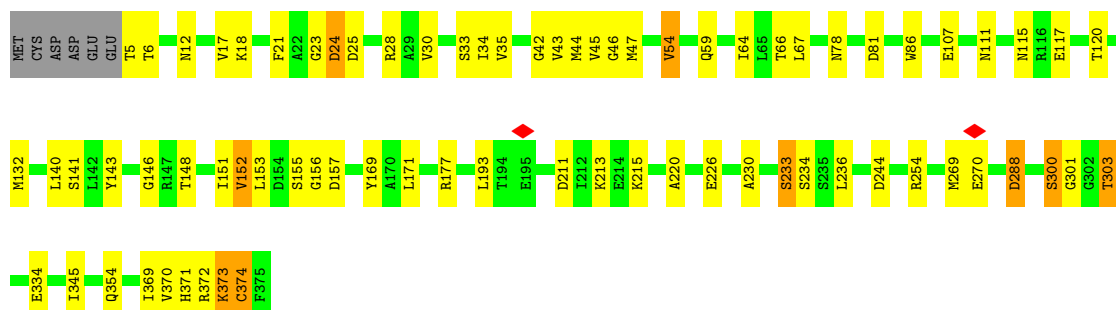 MET CYS ASP ASP GLU GLU T5 T6 N12 V17 K18 F21 A22 G23 D24 D25 R28 A29 V30 S33 I34 V35 G42 V43 M44 V45 G46 M47 V54 Q59 I64 L65 T66 L67 N78 D81 W86 E107 N111 N115 R116 E117 T120
M132 L140 S141 L142 Y143 G146 R147 T148 I151 V152 L153 D154 S155 G156 D157 Y169 A170 L171 R177 L193 T194 E195 D211 I212 K213 E214 K215 A220 E226 A230 S233 S234 S235 L236 D244 R254 M269 E270 D288 S300 G301 G302 T303
E334 I345 Q354 I369 V370 H371 R372 K373 C374 F375